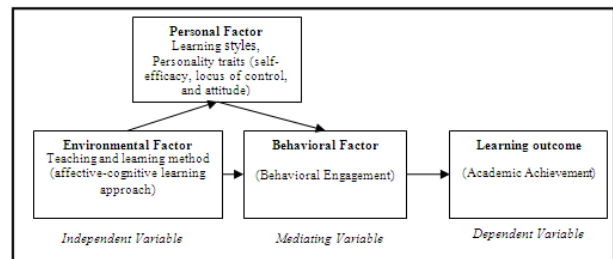 Personal Factor
Learning styles,
Personality traits (self-
efficacy, locus of control,
and attitude)
Environmental Factor
Teaching and learning method
(affective-cognitive learning
approach)
Behavioral Factor
(Behavioral Engagement)
Learning outcome
(Academic Achievement)
Independent Variable
Mediating Variable
Dependent Variable